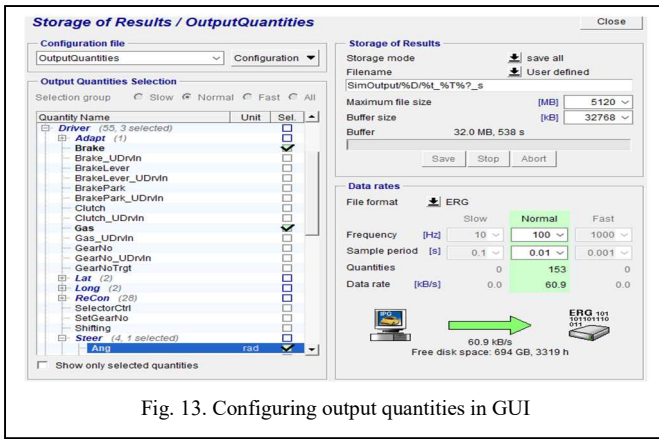 Storage of Results / OutputQuantities
Close
Configuration file
OutputQuantities
Configuration
Output Quantities Selection
Selection group Slow Normal Fast All
Quantity Name Unit Sel.
Driver (55, 3 selected)
Adapt (1)
Brake
Brake_UDrvIn
BrakeLever
BrakeLever_UDrvIn
BrakePark
BrakePark_UDrvIn
Clutch
Clutch_UDrvIn
Gas
Gas_UDrvIn
GearNo
GearNo_UDrvIn
GearNoTrgt
Lat (2)
Long (2)
ReCon (28)
SelectorCtrl
SetGearNo
Shifting
Steer (4, 1 selected)
Ang rad
Show only selected quantities
Storage of Results
Storage mode save all
Filename User defined
SimOutput/%D/%t_%T%?_s
Maximum file size [MB] 5120
Buffer size [kB] 32768
Buffer 32.0 MB, 538 s
Save Stop Abort
Data rates
File format ERG
Slow Normal Fast
Frequency [Hz] 10 100 1000
Sample period [s] 0.1 0.01 0.001
Quantities 0 153 0
Data rate [kB/s] 0.0 60.9 0.0
IPG
ERG 101
101101110
011
60.9 kB/s
Free disk space: 694 GB, 3319 h
Fig. 13. Configuring output quantities in GUI